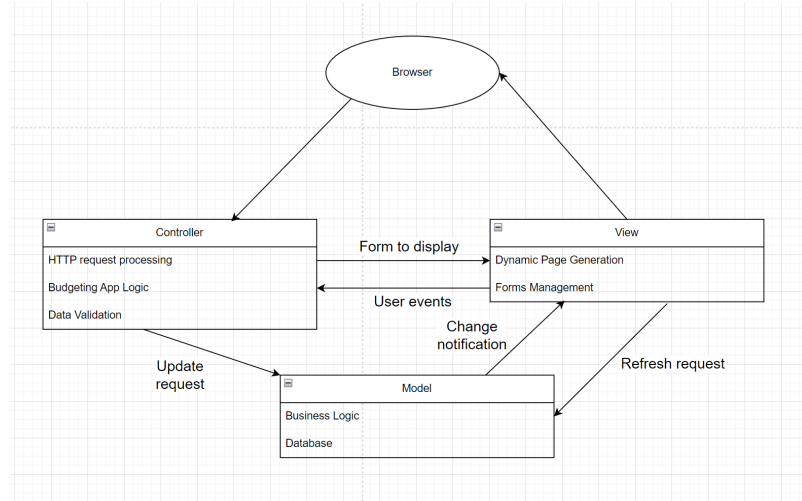 Browser
Controller
HTTP request processing
Budgeting App Logic
Data Validation
Form to display
User events
View
Dynamic Page Generation
Forms Management
Update
request
Change
notification
Refresh request
Model
Business Logic
Database